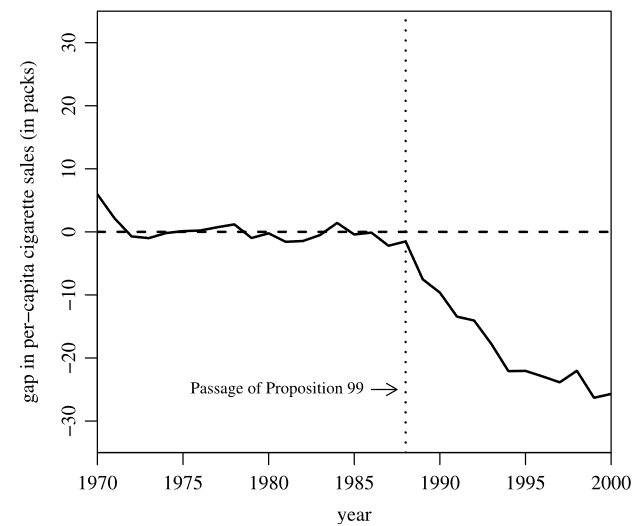 gap in per−capita cigarette sales (in packs)
30
20
10
0
−10
−20
−30
Passage of Proposition 99
1970 1975 1980 1985 1990 1995 2000
year